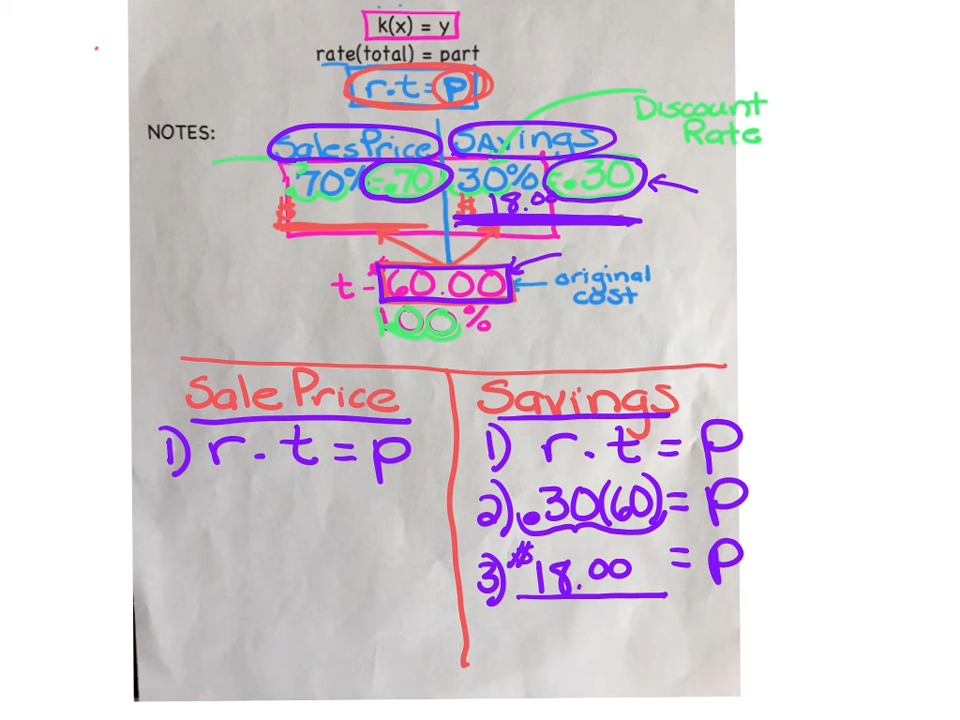 k(x) = y
rate(total) = part
r.t = p
Discount Rate
NOTES:
Sales Price Savings
70% = .70 30% = .30
$ $ 18.00
t = $60.00 ← original cost
100%
Sale Price Savings
1) r . t = p 1) r . t = p
2) .30(60) = p
3) $18.00 = p